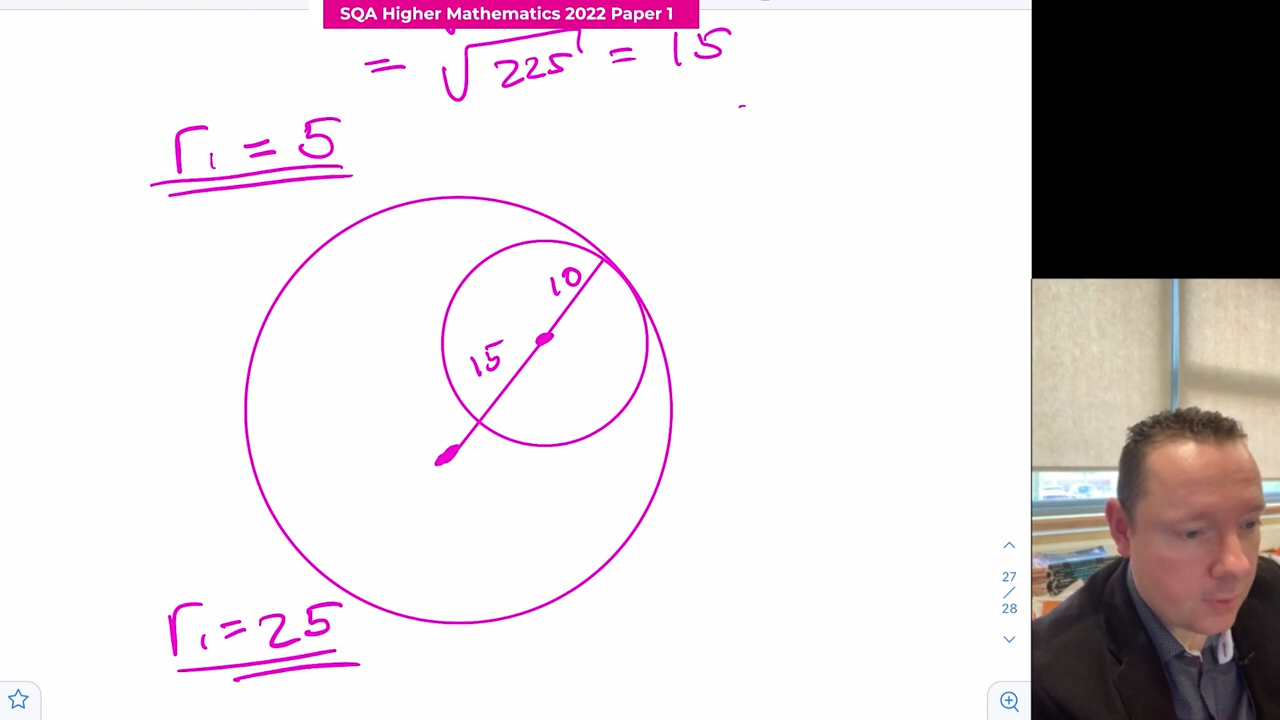 SQA Higher Mathematics 2022 Paper 1
= √225 = 15
r₁ = 5
10
15
r₁ = 25
27
/
28